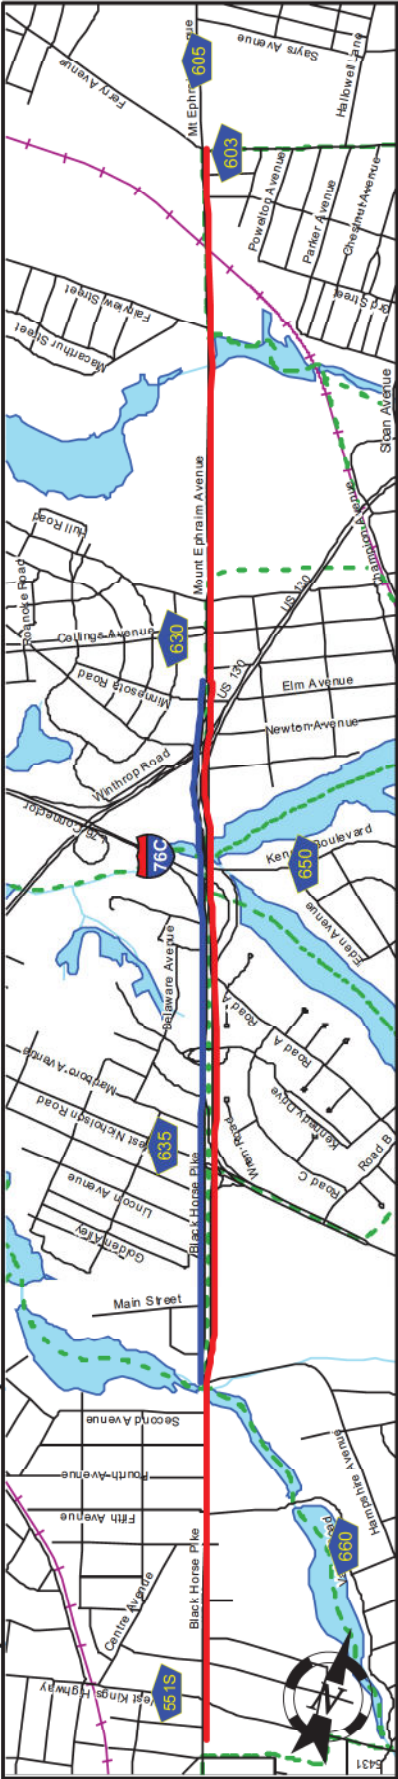 Mt Ephraim Avenue
605
Sayrs Avenue
Hallowell Lane
Ferry Avenue
603
Powelton Avenue
Parker Avenue
Chestnut Avenue
Fairview Street
Macarthur Street
3rd Street
Sloan Avenue
Mount Ephraim Avenue
Hull Road
Roanoke Road
Champion Avenue
US 130
Collings Avenue
630
Minnesota Road
US 130
Elm Avenue
Newton Avenue
Winthrop Road
I-76 Connector
76C
650
Eden Avenue
Delaware Avenue
Road A
Road A
Marlboro Avenue
West Nicholson Road
635
Kennedy Drive
Wren Road
Road C
Road B
Lincoln Avenue
Golden Alley
Black Horse Pike
Main Street
Second Avenue
Fourth Avenue
Fifth Avenue
Hampshire Avenue
Black Horse Pike
660
Centre Avenue
West Kings Highway
551S
N
5431